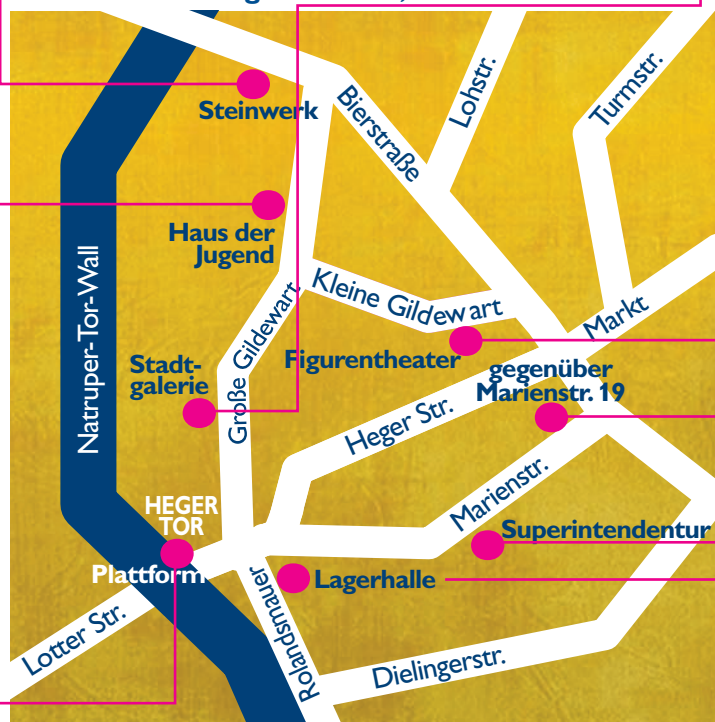 Steinwerk
Bierstraße
Lohstr.
Turmstr.
Haus der
Jugend
Natruper-Tor-Wall
Kleine Gildewart
Markt
Figurentheater
Stadt-
galerie
Große Gildewart
gegenüber
Marienstr. 19
Heger Str.
Marienstr.
HEGER
TOR
Plattform
Superintendentur
Lagerhalle
Rolandsmauer
Lotter Str.
Dielingerstr.